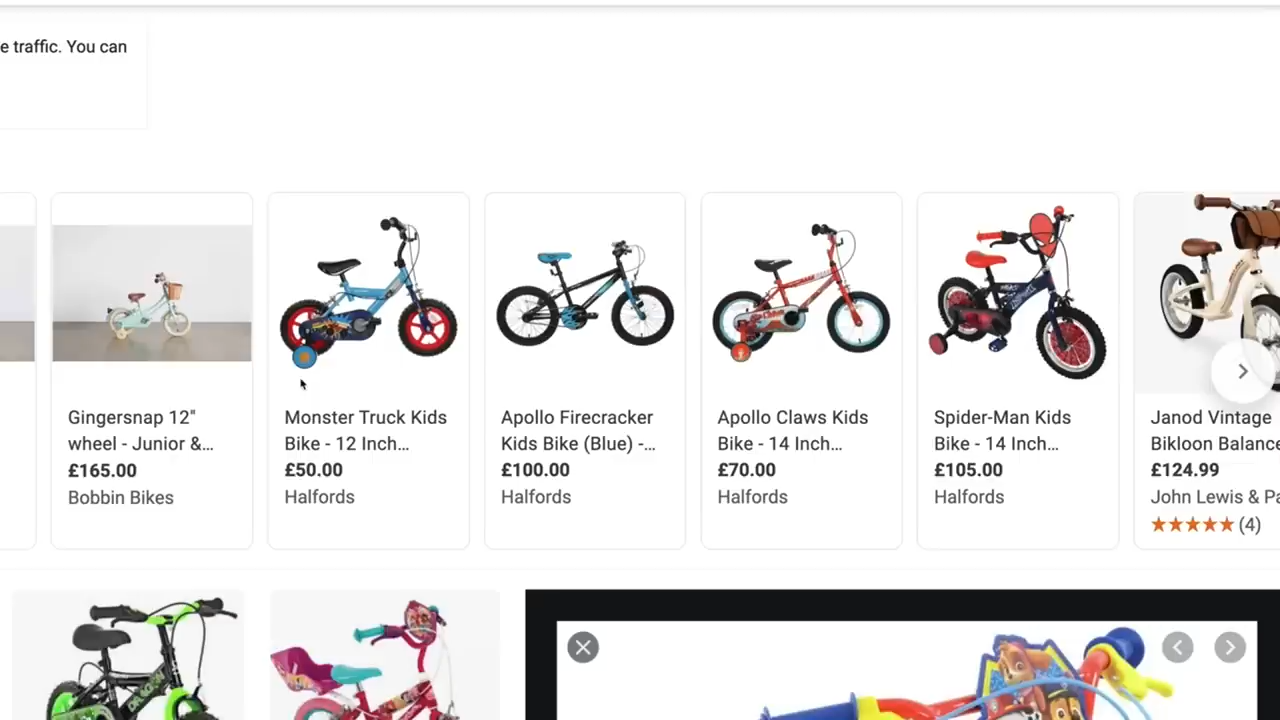 e traffic. You can
Gingersnap 12"
wheel - Junior &...
£165.00
Bobbin Bikes
Monster Truck Kids
Bike - 12 Inch...
£50.00
Halfords
Apollo Firecracker
Kids Bike (Blue) -...
£100.00
Halfords
Apollo Claws Kids
Bike - 14 Inch...
£70.00
Halfords
Spider-Man Kids
Bike - 14 Inch...
£105.00
Halfords
Janod Vintage
Bikloon Balance
£124.99
John Lewis & Pa
(4)